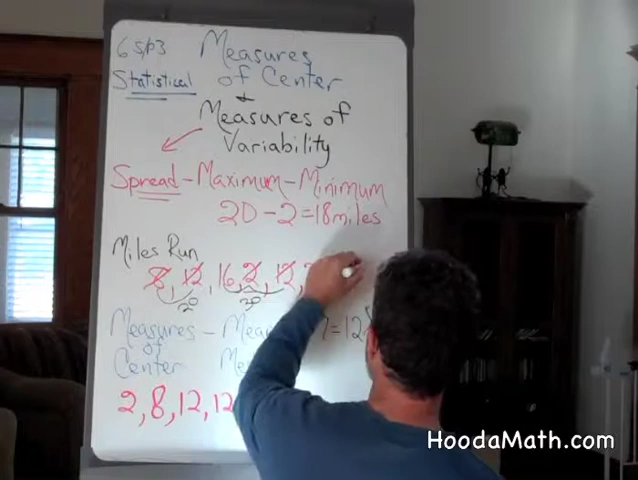 6 sp3 Measures
Statistical of Center
+
Measures of
Variability
Spread - Maximum - Minimum
20 - 2 = 18 miles
Miles Run
8, 12, 16, 2, 12,
20 30
Measures -
of
Center
= 12
2, 8, 12, 12
HoodaMath.com